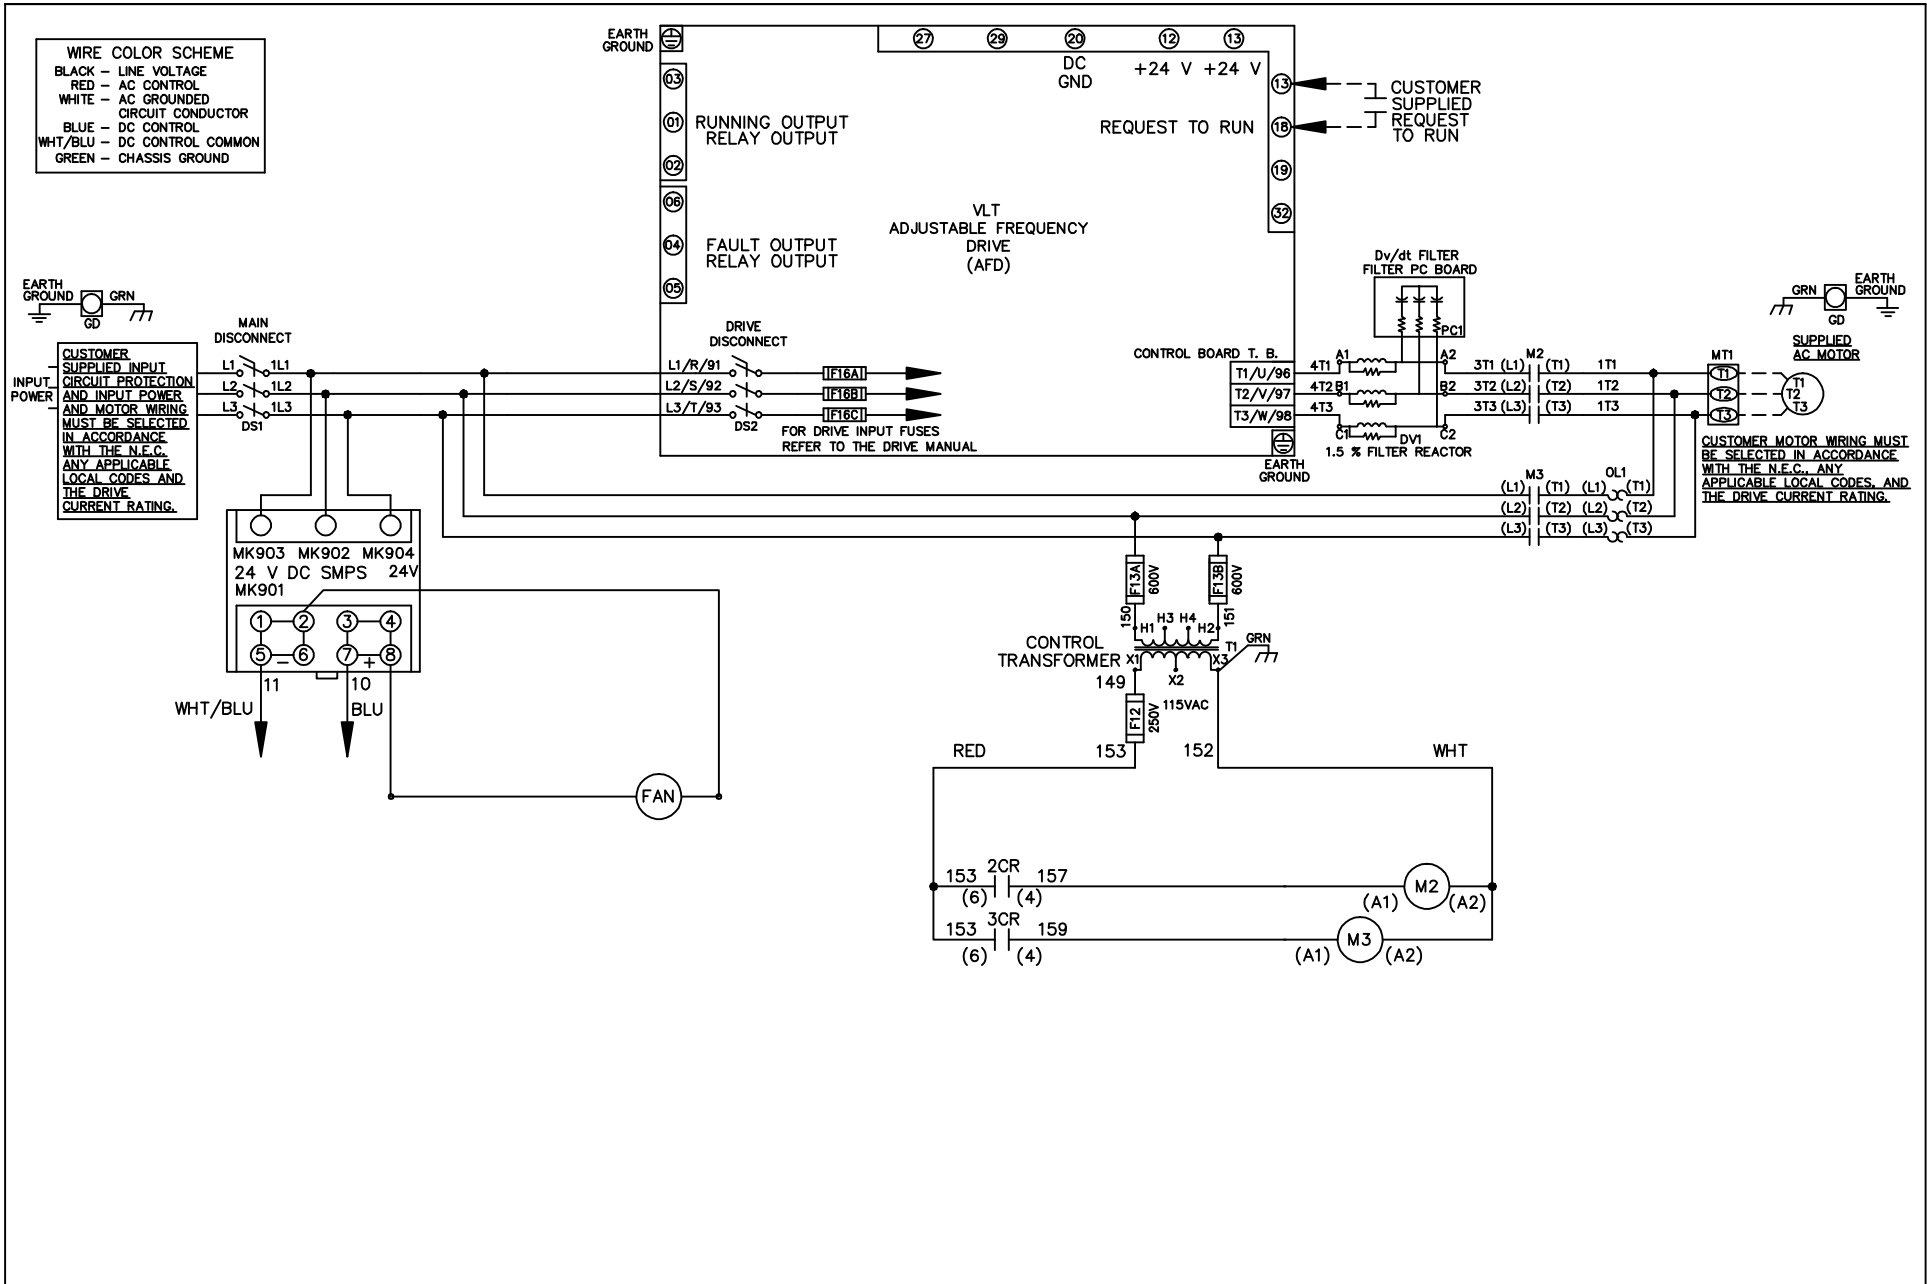 WIRE COLOR SCHEME
BLACK – LINE VOLTAGE
RED – AC CONTROL
WHITE – AC GROUNDED
CIRCUIT CONDUCTOR
BLUE – DC CONTROL
WHT/BLU – DC CONTROL COMMON
GREEN – CHASSIS GROUND
EARTH
GROUND
27
29
20
12
13
DC
GND
+24 V
+24 V
03
01
02
RUNNING OUTPUT
RELAY OUTPUT
06
04
05
FAULT OUTPUT
RELAY OUTPUT
VLT
ADJUSTABLE FREQUENCY
DRIVE
(AFD)
REQUEST TO RUN
13
18
19
32
CUSTOMER
SUPPLIED
REQUEST
TO RUN
EARTH
GROUND
GRN
GD
INPUT
POWER
CUSTOMER
SUPPLIED INPUT
CIRCUIT PROTECTION
AND INPUT POWER
AND MOTOR WIRING
MUST BE SELECTED
IN ACCORDANCE
WITH THE N.E.C.
ANY APPLICABLE
LOCAL CODES AND
THE DRIVE
CURRENT RATING.
MAIN
DISCONNECT
L1
1L1
L2
1L2
L3
1L3
DS1
DRIVE
DISCONNECT
L1/R/91
L2/S/92
L3/T/93
DS2
F16A
F16B
F16C
FOR DRIVE INPUT FUSES
REFER TO THE DRIVE MANUAL
CONTROL BOARD T. B.
T1/U/96
T2/V/97
T3/W/98
EARTH
GROUND
Dv/dt FILTER
FILTER PC BOARD
PC1
4T1
A1
A2
4T2
B1
B2
4T3
C1
C2
DV1
1.5 % FILTER REACTOR
M2
3T1 (L1) (T1) 1T1
3T2 (L2) (T2) 1T2
3T3 (L3) (T3) 1T3
MT1
T1
T2
T3
GRN
EARTH
GROUND
GD
SUPPLIED
AC MOTOR
T1
T2
T3
CUSTOMER MOTOR WIRING MUST
BE SELECTED IN ACCORDANCE
WITH THE N.E.C., ANY
APPLICABLE LOCAL CODES, AND
THE DRIVE CURRENT RATING.
M3
OL1
(L1) (T1) (L1) (T1)
(L2) (T2) (L2) (T2)
(L3) (T3) (L3) (T3)
MK903 MK902 MK904
24 V DC SMPS 24V
MK901
1 2 3 4
5 – 6 7 + 8
11
10
WHT/BLU
BLU
FAN
F13A
600V
F13B
600V
150
151
H1 H3 H4 H2
CONTROL
TRANSFORMER
T1
GRN
X1
X2
X3
149
F12
250V
115VAC
RED
153
152
WHT
153 2CR 157
(6) (4)
M2
(A1) (A2)
153 3CR 159
(6) (4)
M3
(A1) (A2)